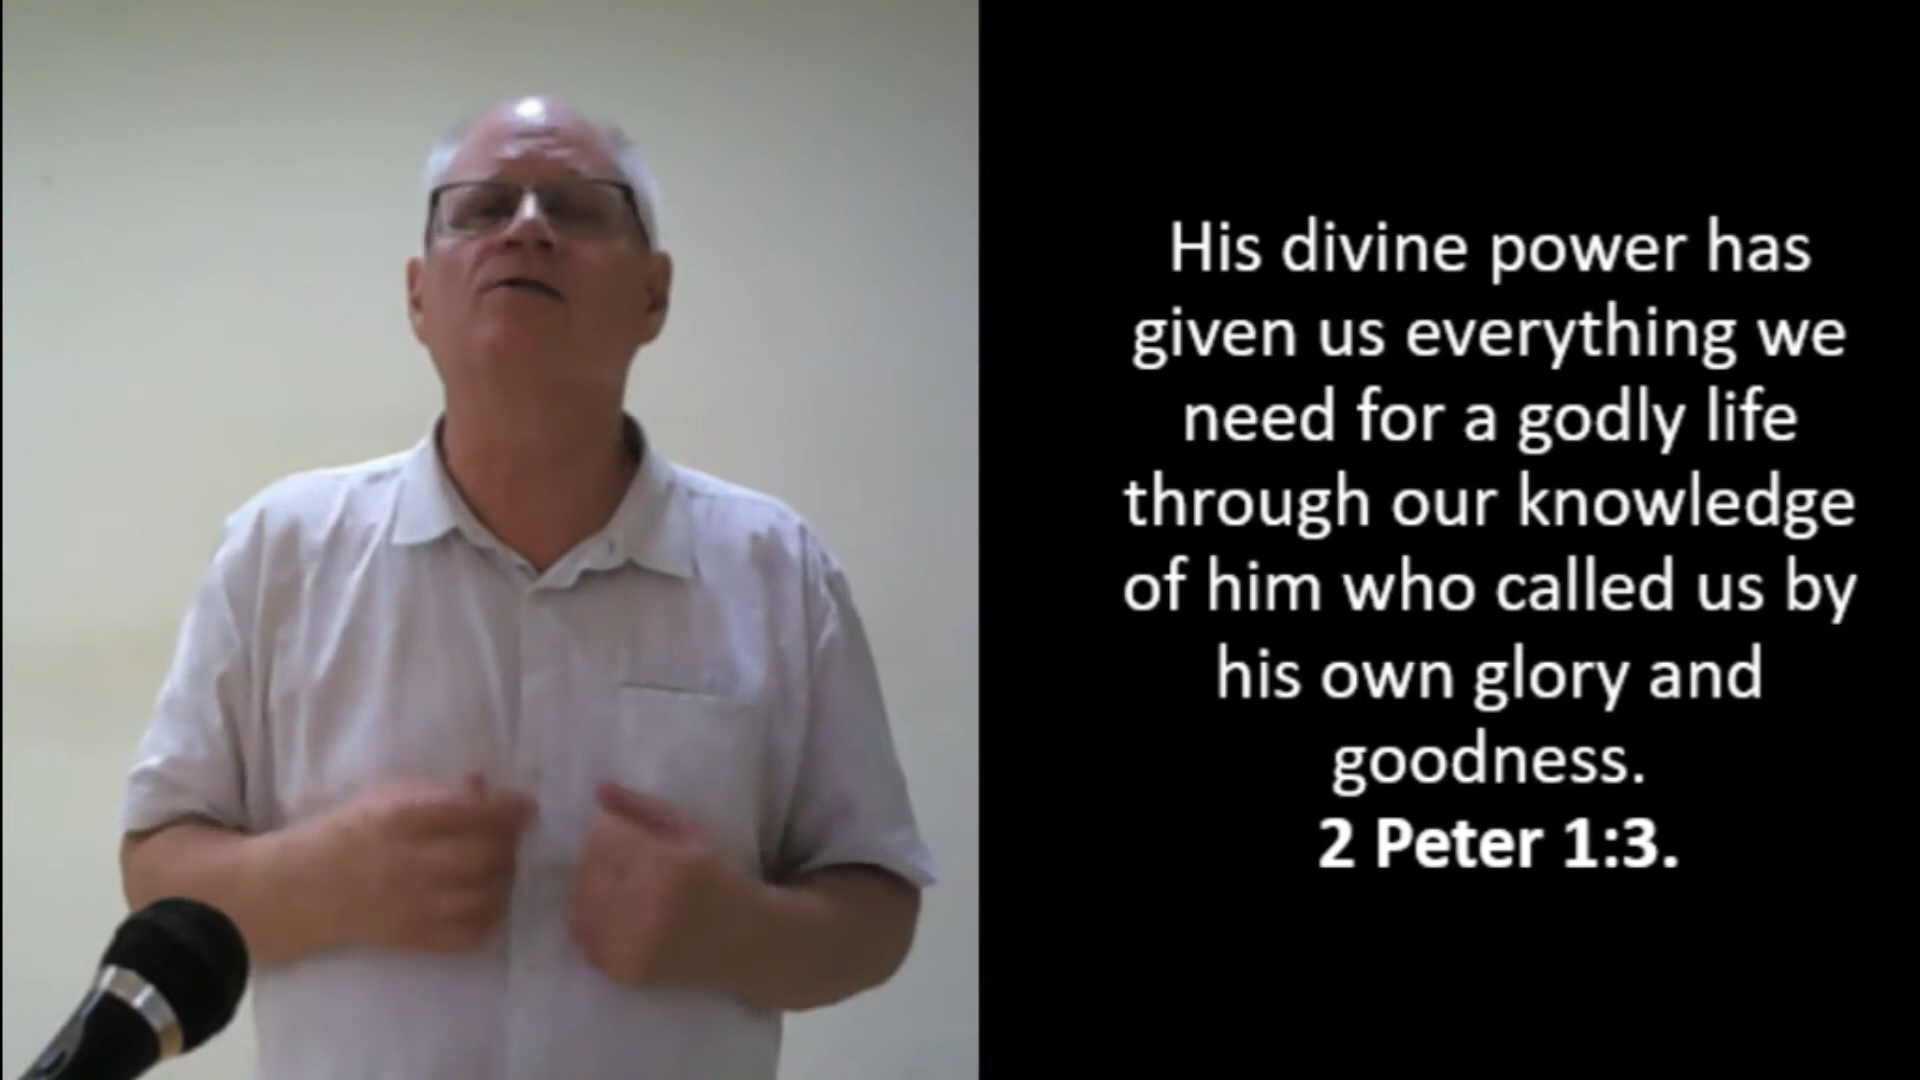 His divine power has
given us everything we
need for a godly life
through our knowledge
of him who called us by
his own glory and
goodness.
2 Peter 1:3.